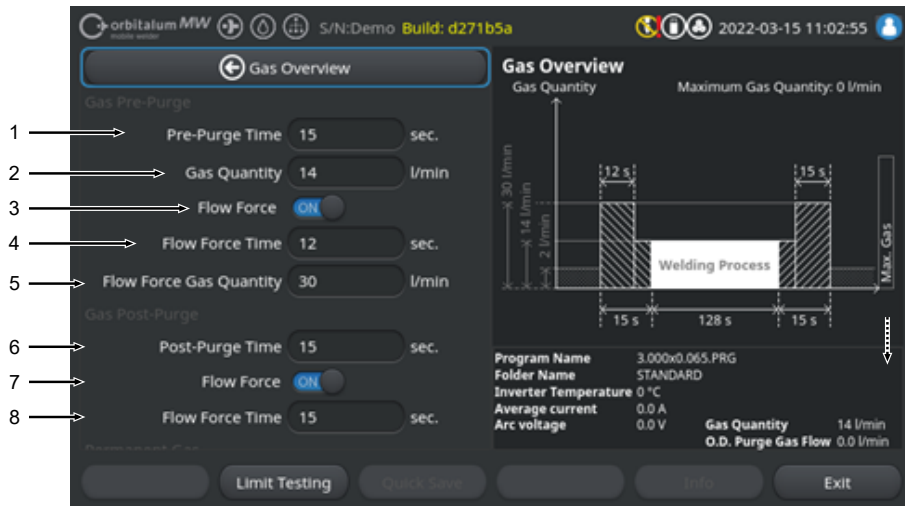 orbitalum MW
mobile welder
S/N:Demo Build: d271b5a
2022-03-15 11:02:55
Gas Overview
Gas Pre-Purge
1 Pre-Purge Time 15 sec.
2 Gas Quantity 14 l/min
3 Flow Force ON
4 Flow Force Time 12 sec.
5 Flow Force Gas Quantity 30 l/min
Gas Post-Purge
6 Post-Purge Time 15 sec.
7 Flow Force ON
8 Flow Force Time 15 sec.
Permanent Gas
Gas Overview
Gas Quantity
Maximum Gas Quantity: 0 l/min
30 l/min
14 l/min
2 l/min
12 s
15 s
Welding Process
Max. Gas
15 s
128 s
15 s
Program Name 3.000x0.065.PRG
Folder Name STANDARD
Inverter Temperature 0 °C
Average current 0.0 A
Arc voltage 0.0 V
Gas Quantity 14 l/min
O.D. Purge Gas Flow 0.0 l/min
Limit Testing
Quick Save
Info
Exit